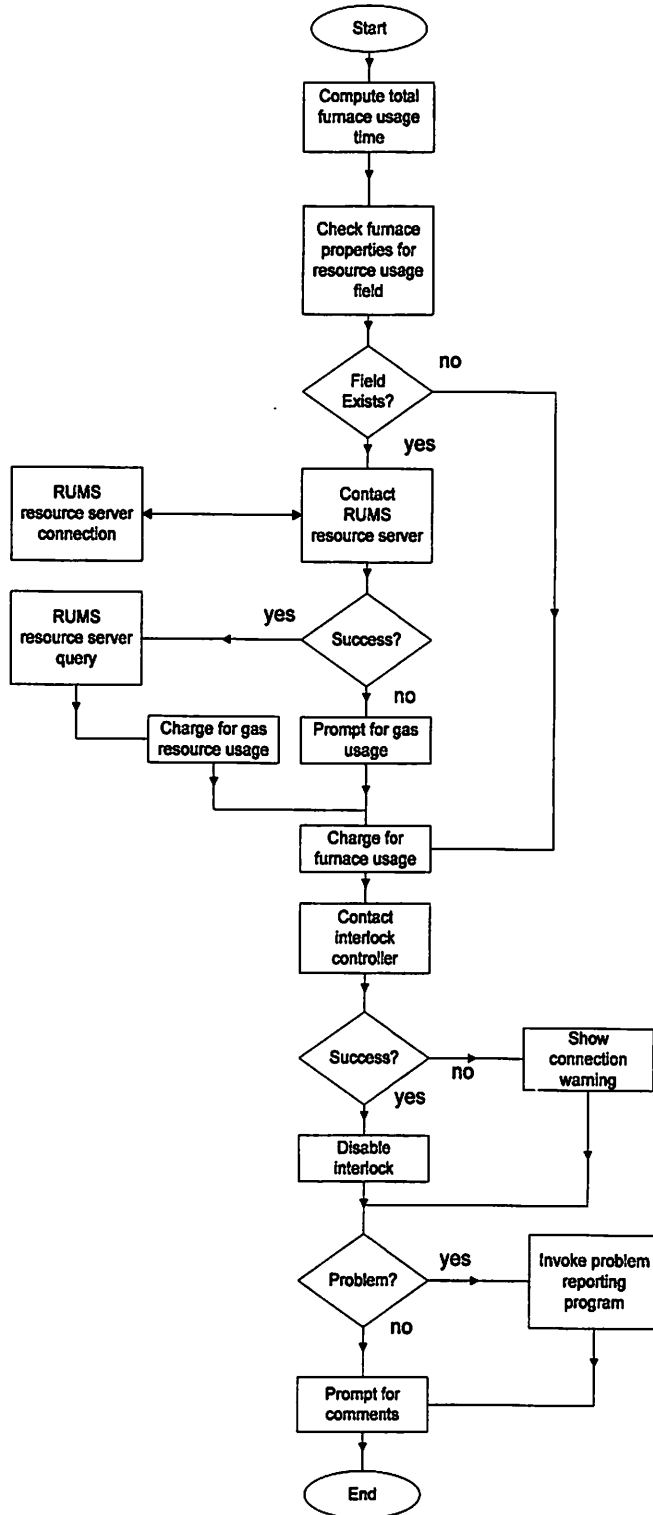 Start
Compute total
furnace usage
time
Check furnace
properties for
resource usage
field
no
Field
Exists?
yes
RUMS
resource server
connection
Contact
RUMS
resource server
yes
RUMS
resource server
query
Success?
no
Charge for gas
resource usage
Prompt for gas
usage
Charge for
furnace usage
Contact
interlock
controller
Success?
no
Show
connection
warning
yes
Disable
interlock
Problem?
yes
Invoke problem
reporting
program
no
Prompt for
comments
End